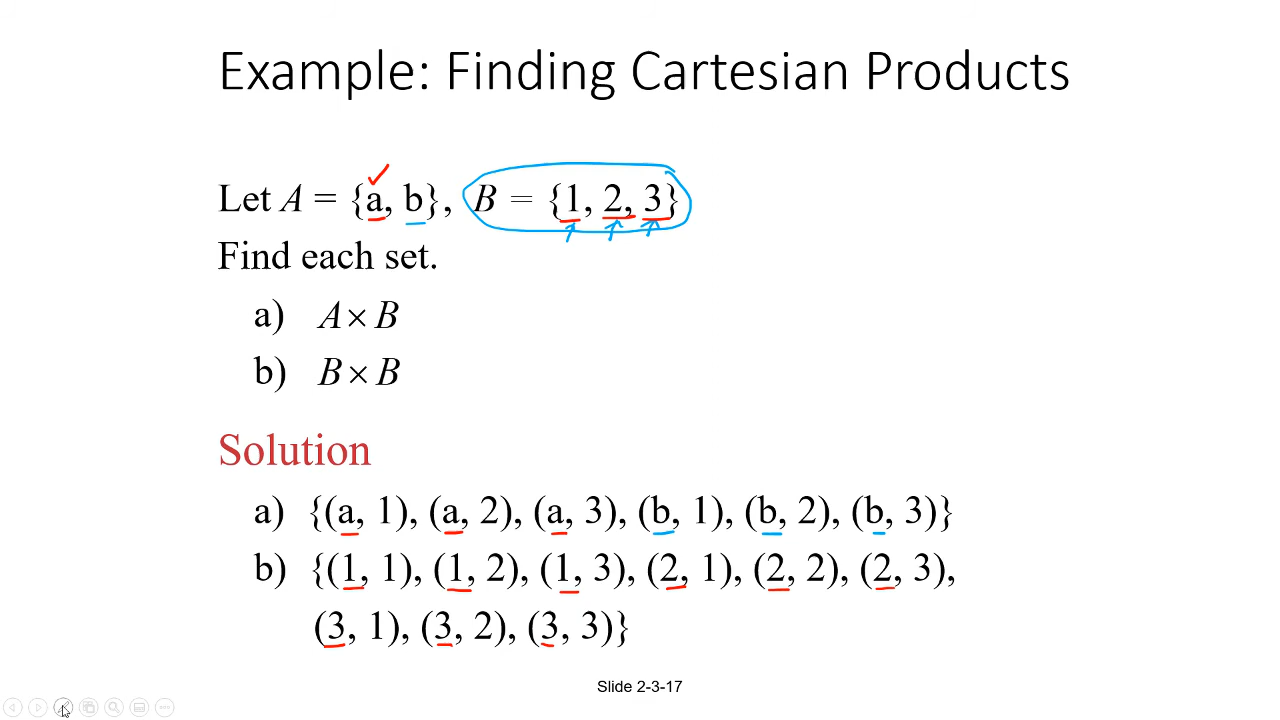 Example: Finding Cartesian Products
Let A = {a, b}, B = {1, 2, 3}
Find each set.
a) A × B
b) B × B
Solution
a) {(a, 1), (a, 2), (a, 3), (b, 1), (b, 2), (b, 3)}
b) {(1, 1), (1, 2), (1, 3), (2, 1), (2, 2), (2, 3),
(3, 1), (3, 2), (3, 3)}
Slide 2-3-17